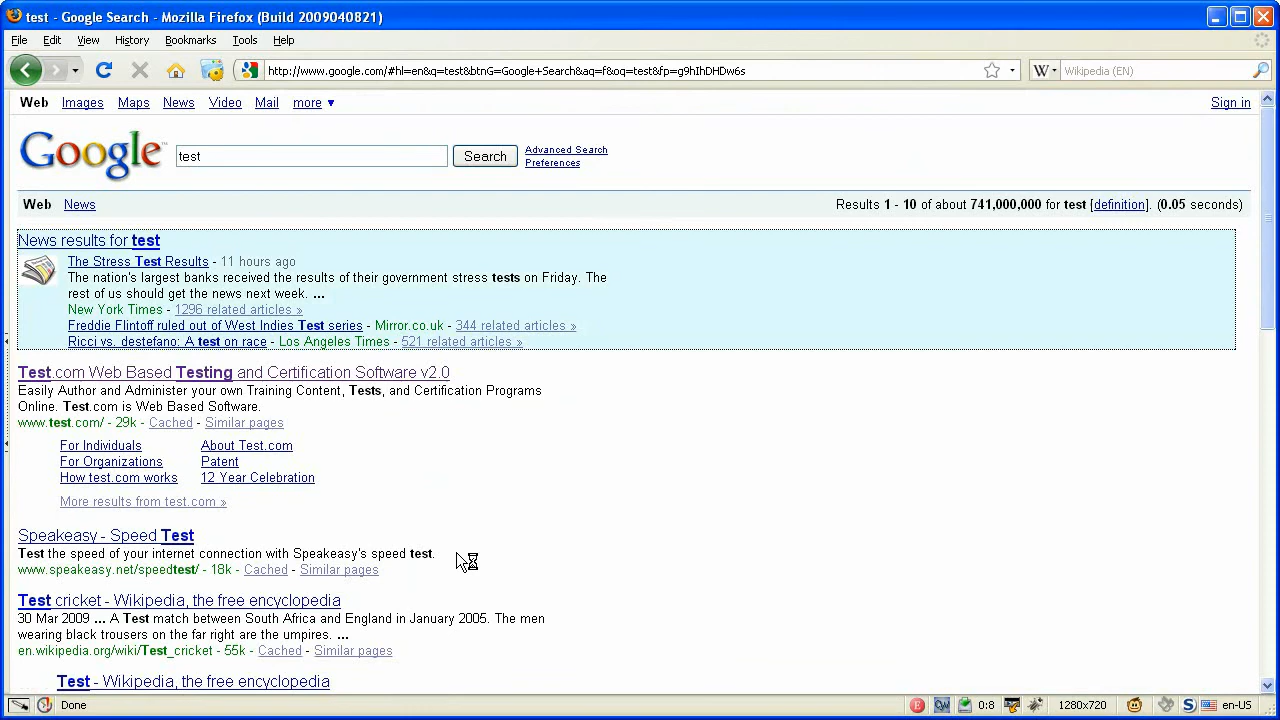 test - Google Search - Mozilla Firefox (Build 2009040821)
File Edit View History Bookmarks Tools Help
http://www.google.com/#hl=en&q=test&btnG=Google+Search&aq=f&oq=test&fp=g9hIhDHDw6s
W Wikipedia (EN)
Web Images Maps News Video Mail more ▼ Sign in
Google™ test Search Advanced Search
Preferences
Web News Results 1 - 10 of about 741,000,000 for test [definition]. (0.05 seconds)
News results for test
The Stress Test Results - 11 hours ago
The nation's largest banks received the results of their government stress tests on Friday. The
rest of us should get the news next week. ...
New York Times - 1296 related articles »
Freddie Flintoff ruled out of West Indies Test series - Mirror.co.uk - 344 related articles »
Ricci vs. destefano: A test on race - Los Angeles Times - 521 related articles »
Test.com Web Based Testing and Certification Software v2.0
Easily Author and Administer your own Training Content, Tests, and Certification Programs
Online. Test.com is Web Based Software.
www.test.com/ - 29k - Cached - Similar pages
For Individuals About Test.com
For Organizations Patent
How test.com works 12 Year Celebration
More results from test.com »
Speakeasy - Speed Test
Test the speed of your internet connection with Speakeasy's speed test.
www.speakeasy.net/speedtest/ - 18k - Cached - Similar pages
Test cricket - Wikipedia, the free encyclopedia
30 Mar 2009 ... A Test match between South Africa and England in January 2005. The men
wearing black trousers on the far right are the umpires. ...
en.wikipedia.org/wiki/Test_cricket - 55k - Cached - Similar pages
Test - Wikipedia, the free encyclopedia
Done 0:8 1280x720 S en-US